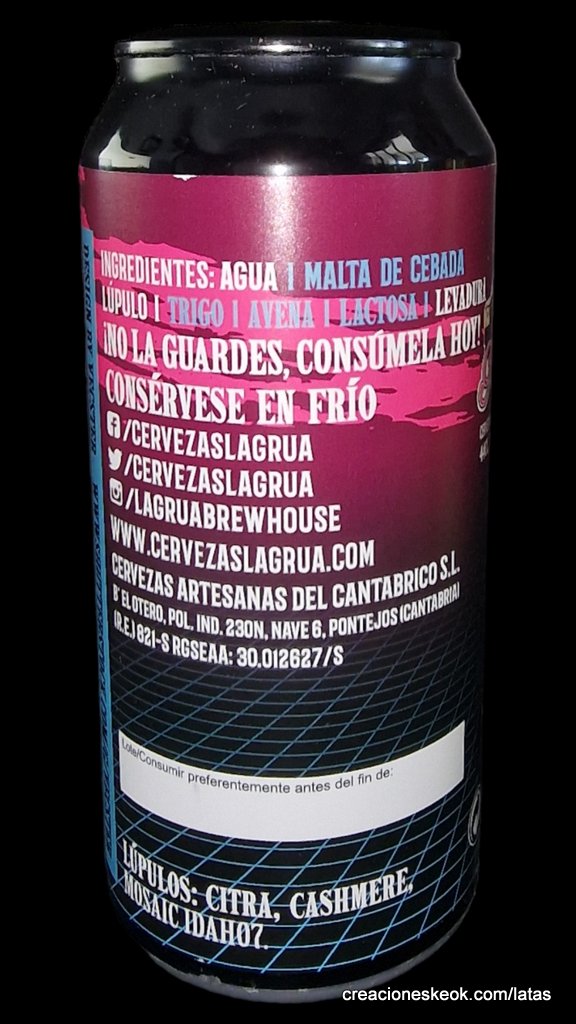 INGREDIENTES: AGUA | MALTA DE CEBADA
LÚPULO | TRIGO | AVENA | LACTOSA | LEVADURA
¡NO LA GUARDES, CONSÚMELA HOY!
CONSÉRVESE EN FRÍO
/CERVEZASLAGRUA
/CERVEZASLAGRUA
/LAGRUABREWHOUSE
WWW.CERVEZASLAGRUA.COM
CERVEZAS ARTESANAS DEL CANTABRICO S.L.
Bº EL OTERO, POL. IND. 230N, NAVE 6, PONTEJOS (CANTABRIA)
(R.E.) 821-S RGSEAA: 30.012627/S
Lote/Consumir preferentemente antes del fin de:
LÚPULOS: CITRA, CASHMERE,
MOSAIC IDAHO7.
DESIGN BY
creacioneskeok.com/latas